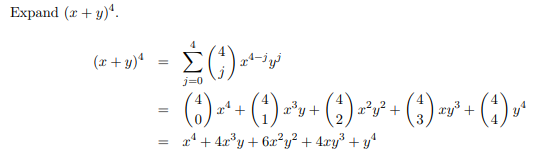 Expand $(x + y)^4$.
$(x + y)^4 = \sum_{j=0}^{4} \binom{4}{j} x^{4-j} y^j$
$= \binom{4}{0} x^4 + \binom{4}{1} x^3 y + \binom{4}{2} x^2 y^2 + \binom{4}{3} x y^3 + \binom{4}{4} y^4$
$= x^4 + 4x^3 y + 6x^2 y^2 + 4xy^3 + y^4$